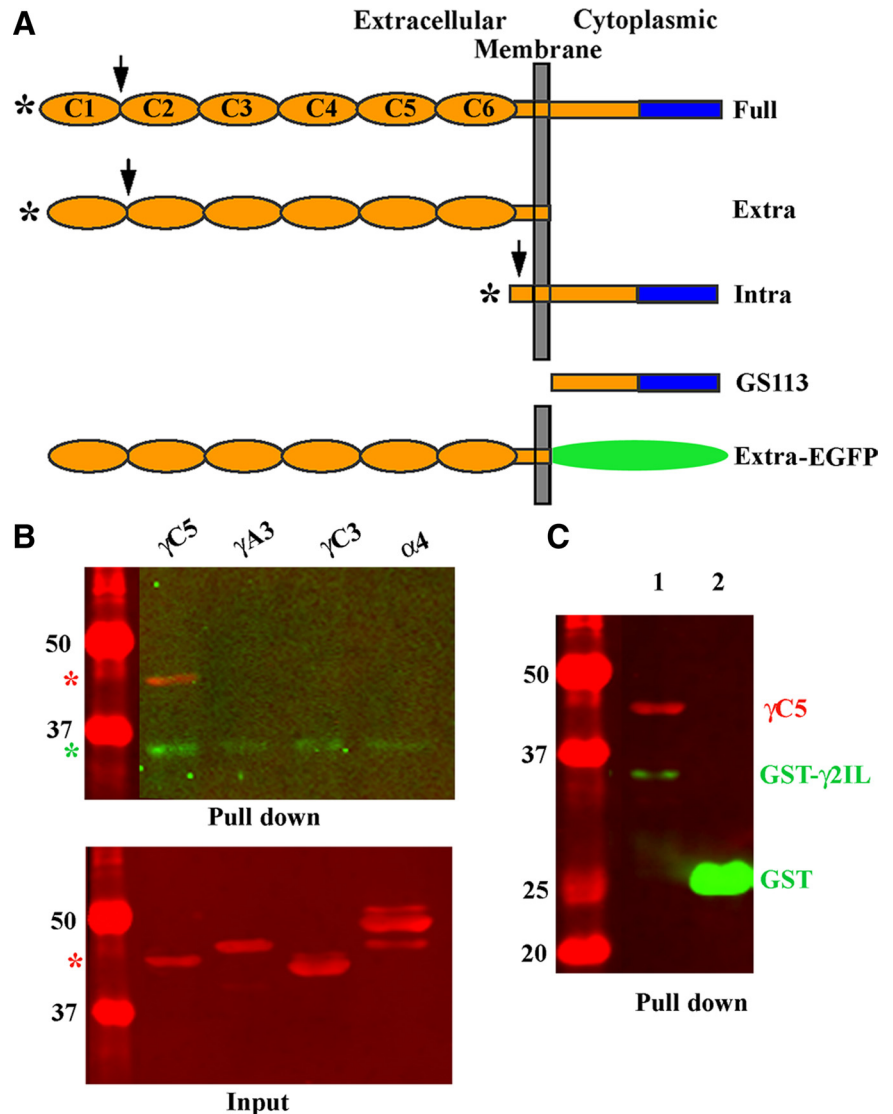 A
Extracellular Cytoplasmic
Membrane
* C1 C2 C3 C4 C5 C6 Full
* Extra
* Intra
GS113
Extra-EGFP
B
γC5 γA3 γC3 α4
50
*
37
*
Pull down
50
*
37
Input
C
1 2
50
γC5
37
GST-γ2IL
25 GST
20
Pull down